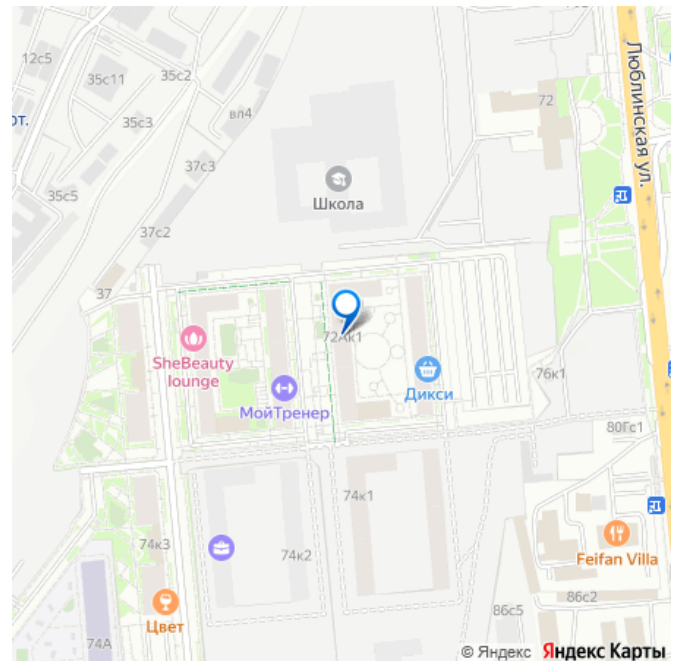 12с5
35с11
35с2
35с3
вл4
от.
37с3
35с5
37с2
37
Школа
72
Люблинская ул.
SheBeauty
lounge
МойТренер
72Ак1
Дикси
76к1
80Гс1
74к1
74к3
74к2
Цвет
74А
Feifan Villa
86с5
86с2
© Яндекс Яндекс Карты